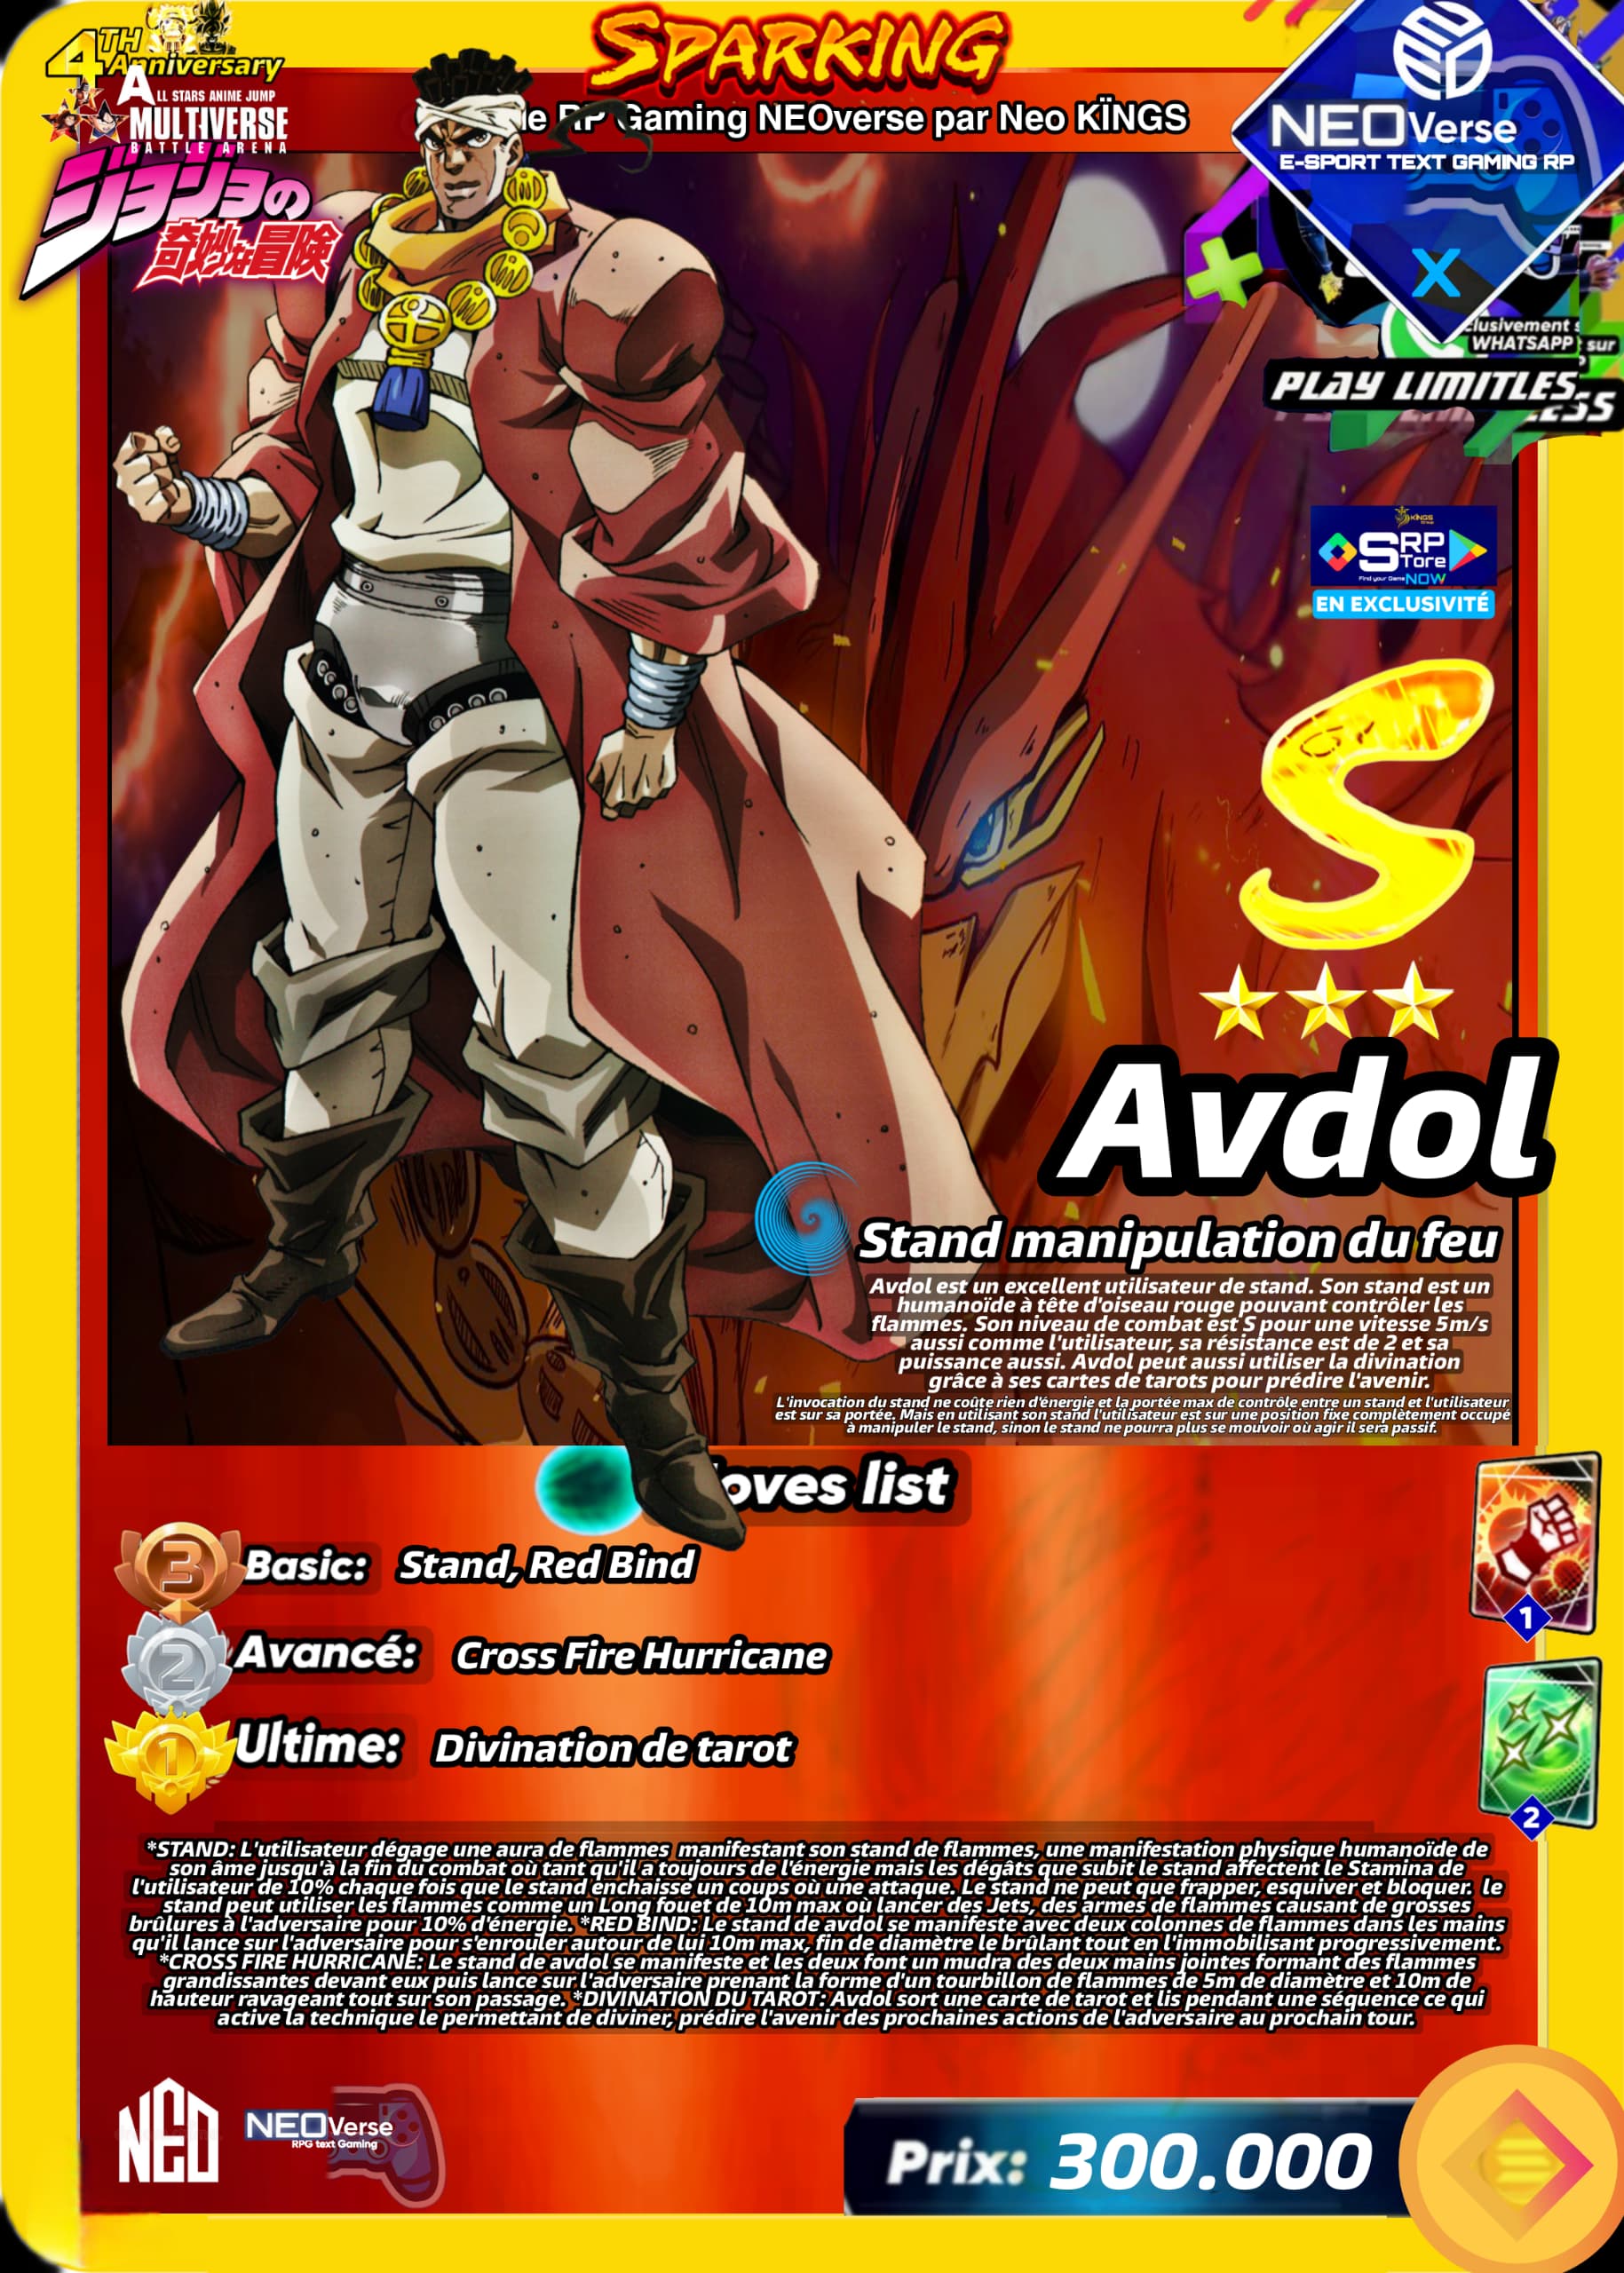 4TH
Anniversary
SPARKING
ALL STARS ANIME JUMP
MULTIVERSE
BATTLE ARENA
le RP Gaming NEOverse par Neo KÏNGS
NEOVerse
E-SPORT TEXT GAMING RP
X
ジョジョの
奇妙な冒険
clusivement
WHATSAPP sur
PLAY LIMITLES
ESS
KINGS
SRP
Tore
Find your Game NOW
EN EXCLUSIVITÉ
S
Avdol
Stand manipulation du feu
Avdol est un excellent utilisateur de stand. Son stand est un
humanoïde à tête d'oiseau rouge pouvant contrôler les
flammes. Son niveau de combat est S pour une vitesse 5m/s
aussi comme l'utilisateur, sa résistance est de 2 et sa
puissance aussi. Avdol peut aussi utiliser la divination
grâce à ses cartes de tarots pour prédire l'avenir.
L'invocation du stand ne coûte rien d'énergie et la portée max de contrôle entre un stand et l'utilisateur
est sur sa portée. Mais en utilisant son stand l'utilisateur est sur une position fixe complètement occupé
à manipuler le stand, sinon le stand ne pourra plus se mouvoir où agir il sera passif.
oves list
3 Basic: Stand, Red Bind
1
2 Avancé: Cross Fire Hurricane
1 Ultime: Divination de tarot
2
*STAND: L'utilisateur dégage une aura de flammes manifestant son stand de flammes, une manifestation physique humanoïde de
son âme jusqu'à la fin du combat où tant qu'il a toujours de l'énergie mais les dégâts que subit le stand affectent le Stamina de
l'utilisateur de 10% chaque fois que le stand enchaisse un coups où une attaque. Le stand ne peut que frapper, esquiver et bloquer. le
stand peut utiliser les flammes comme un Long fouet de 10m max où lancer des Jets, des armes de flammes causant de grosses
brûlures à l'adversaire pour 10% d'énergie. *RED BIND: Le stand de avdol se manifeste avec deux colonnes de flammes dans les mains
qu'il lance sur l'adversaire pour s'enrouler autour de lui 10m max, fin de diamètre le brûlant tout en l'immobilisant progressivement.
*CROSS FIRE HURRICANE: Le stand de avdol se manifeste et les deux font un mudra des deux mains jointes formant des flammes
grandissantes devant eux puis lance sur l'adversaire prenant la forme d'un tourbillon de flammes de 5m de diamètre et 10m de
hauteur ravageant tout sur son passage. *DIVINATION DU TAROT: Avdol sort une carte de tarot et lis pendant une séquence ce qui
active la technique le permettant de diviner, prédire l'avenir des prochaines actions de l'adversaire au prochain tour.
NEO
NEOVerse
RPG text Gaming
Prix: 300.000